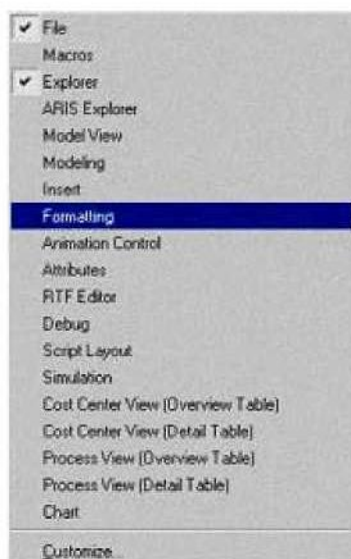 File
Macros
Explorer
ARIS Explorer
Model View
Modeling
Insert
Formatting
Animation Control
Attributes
RTF Editor
Debug
Script Layout
Simulation
Cost Center View (Overview Table)
Cost Center View (Detail Table)
Process View (Overview Table)
Process View (Detail Table)
Chart
Customize...